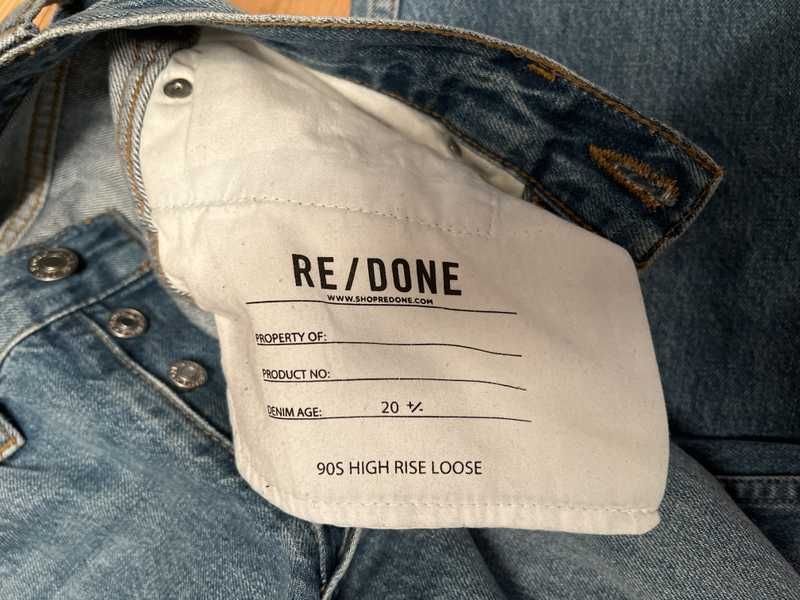 RE/DONE
WWW.SHOPREDONE.COM
PROPERTY OF:
PRODUCT NO:
DENIM AGE: 20 +/-
90S HIGH RISE LOOSE